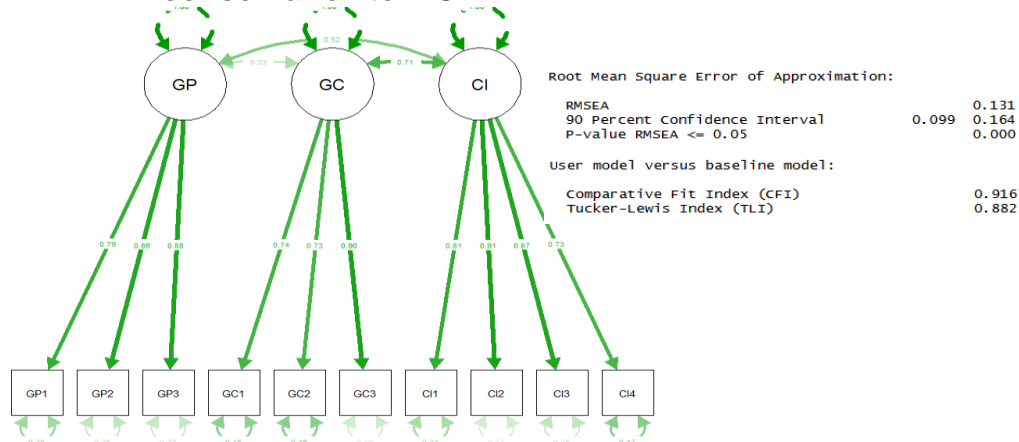 0.52
0.33
0.71
GP GC CI
Root Mean Square Error of Approximation:
RMSEA 0.131
90 Percent Confidence Interval 0.099 0.164
P-value RMSEA <= 0.05 0.000
User model versus baseline model:
Comparative Fit Index (CFI) 0.916
Tucker-Lewis Index (TLI) 0.882
0.79 0.86 0.88 0.74 0.73 0.90 0.81 0.91 0.87 0.73
GP1 GP2 GP3 GC1 GC2 GC3 CI1 CI2 CI3 CI4